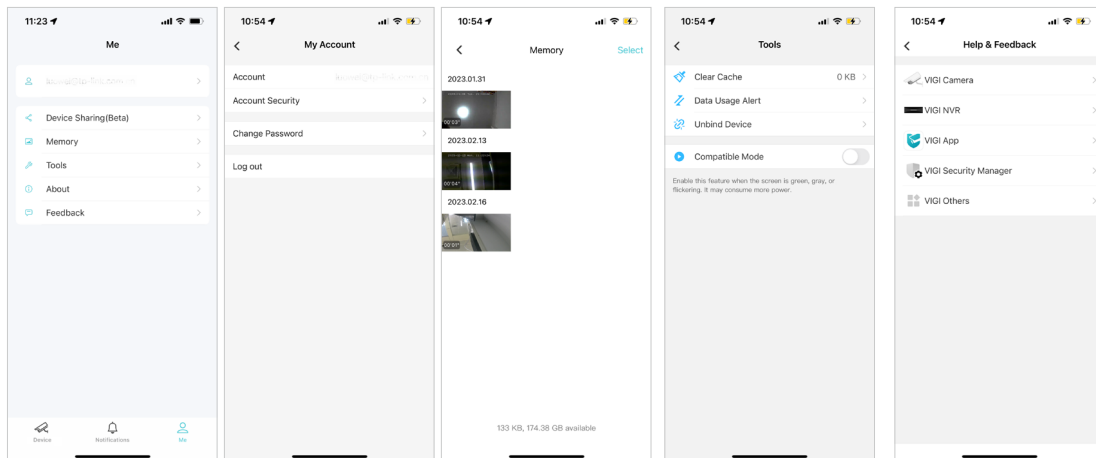 11:23
Me
Device Sharing(Beta)
Memory
Tools
About
Feedback
Device
Notifications
Me
10:54
My Account
Account
Account Security
Change Password
Log out
10:54
Memory
Select
2023.01.31
00'03"
2023.02.13
00'04"
2023.02.16
00'01"
133 KB, 174.38 GB available
10:54
Tools
Clear Cache
0 KB
Data Usage Alert
Unbind Device
Compatible Mode
Enable this feature when the screen is green, gray, or
flickering. It may consume more power.
10:54
Help & Feedback
VIGI Camera
VIGI NVR
VIGI App
VIGI Security Manager
VIGI Others